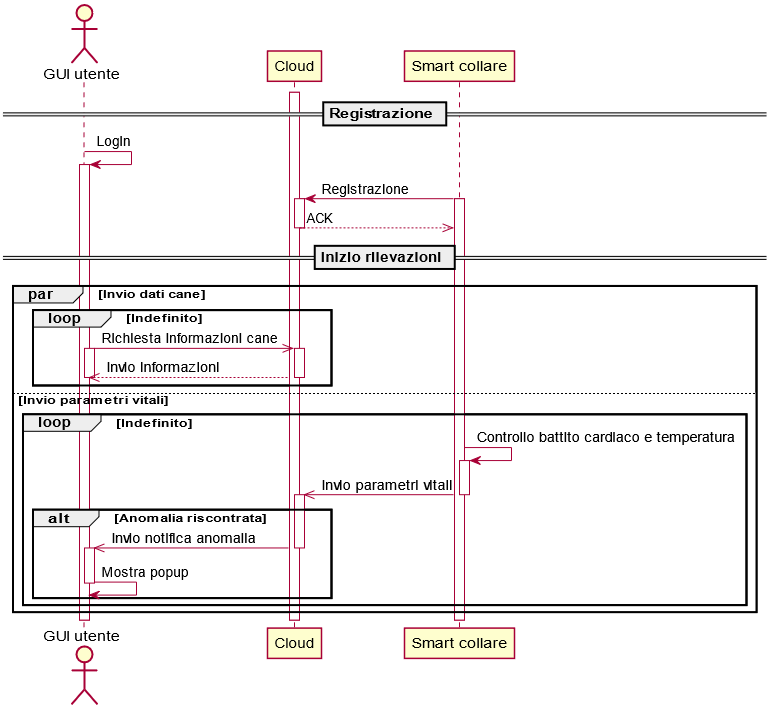 GUI utente
Cloud
Smart collare
Registrazione
LogIn
Registrazione
ACK
Inizio rilevazioni
par [Invio dati cane]
loop [Indefinito]
Richiesta informazioni cane
Invio informazioni
[Invio parametri vitali]
loop [Indefinito]
Controllo battito cardiaco e temperatura
Invio parametri vitali
alt [Anomalia riscontrata]
Invio notifica anomalia
Mostra popup
GUI utente
Cloud
Smart collare